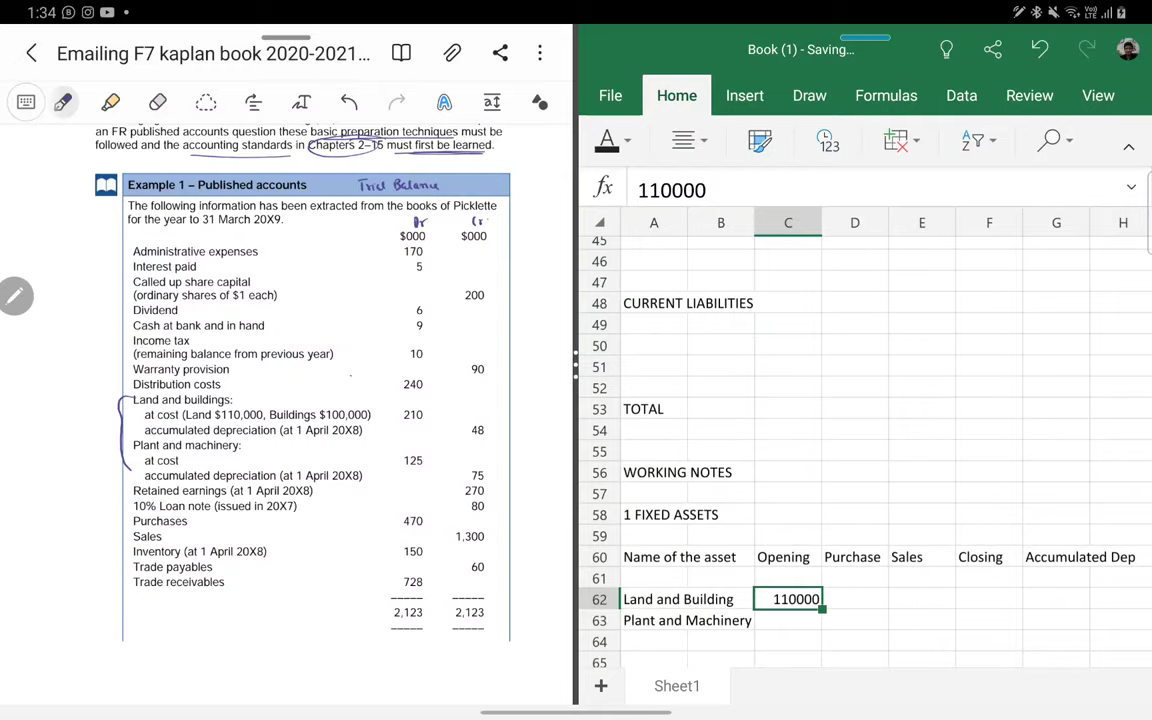 1:34
Emailing F7 kaplan book 2020-2021...
an FR published accounts question these basic preparation techniques must be
followed and the accounting standards in Chapters 2–15 must first be learned.
Example 1 – Published accounts Trial Balance
The following information has been extracted from the books of Picklette
for the year to 31 March 20X9.
Dr Cr
$000 $000
Administrative expenses 170
Interest paid 5
Called up share capital
(ordinary shares of $1 each) 200
Dividend 6
Cash at bank and in hand 9
Income tax
(remaining balance from previous year) 10
Warranty provision 90
Distribution costs 240
Land and buildings:
at cost (Land $110,000, Buildings $100,000) 210
accumulated depreciation (at 1 April 20X8) 48
Plant and machinery:
at cost 125
accumulated depreciation (at 1 April 20X8) 75
Retained earnings (at 1 April 20X8) 270
10% Loan note (issued in 20X7) 80
Purchases 470
Sales 1,300
Inventory (at 1 April 20X8) 150
Trade payables 60
Trade receivables 728
2,123 2,123
Book (1) - Saving...
File Home Insert Draw Formulas Data Review View
A 123
fx 110000
A B C D E F G H
45
46
47
48 CURRENT LIABILITIES
49
50
51
52
53 TOTAL
54
55
56 WORKING NOTES
57
58 1 FIXED ASSETS
59
60 Name of the asset Opening Purchase Sales Closing Accumulated Dep
61
62 Land and Building 110000
63 Plant and Machinery
64
65
+ Sheet1